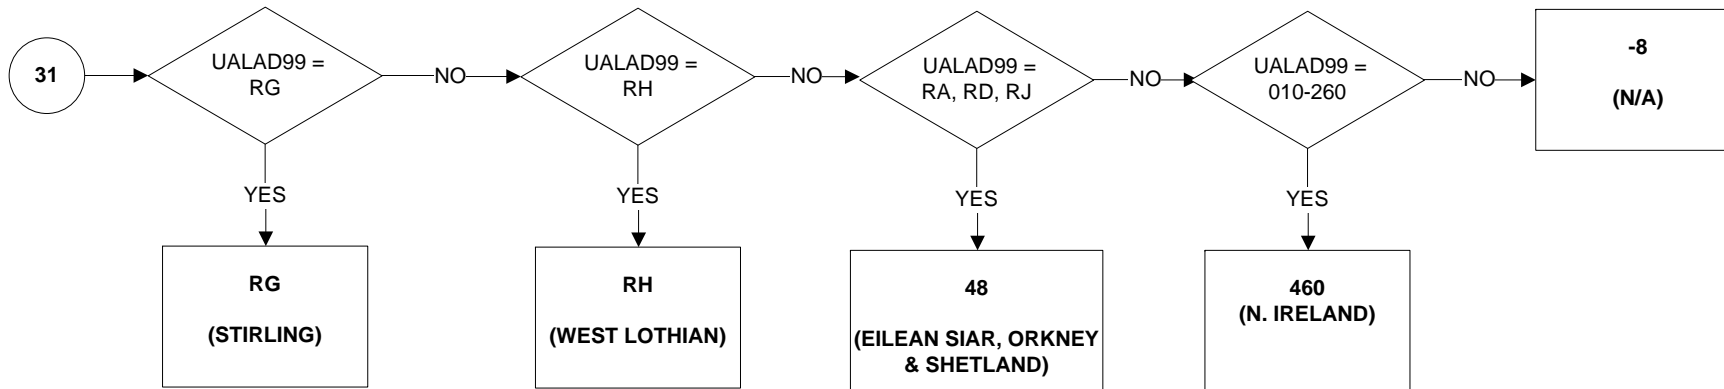 31
UALAD99 =
RG
NO
UALAD99 =
RH
NO
UALAD99 =
RA, RD, RJ
NO
UALAD99 =
010-260
NO
-8
(N/A)
YES
YES
YES
YES
RG
(STIRLING)
RH
(WEST LOTHIAN)
48
(EILEAN SIAR, ORKNEY
& SHETLAND)
460
(N. IRELAND)